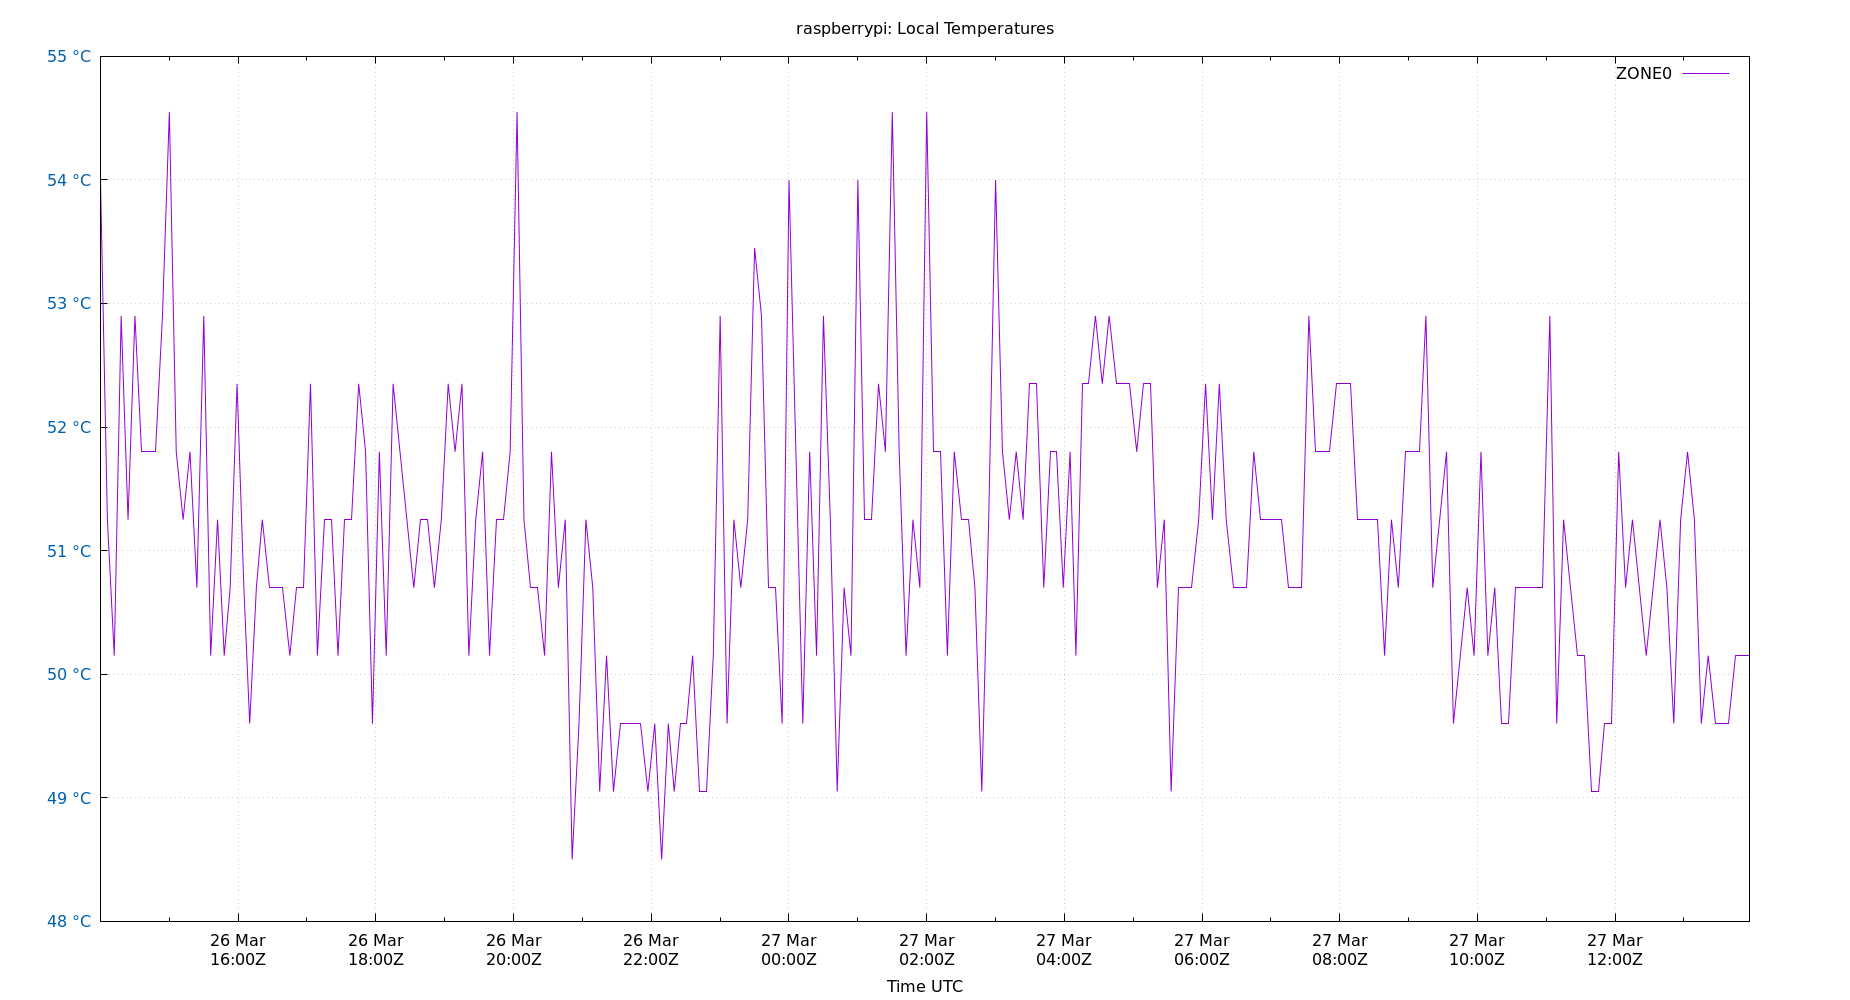 raspberrypi: Local Temperatures
55 °C
ZONE0
54 °C
53 °C
52 °C
51 °C
50 °C
49 °C
48 °C
26 Mar 26 Mar 26 Mar 26 Mar 27 Mar 27 Mar 27 Mar 27 Mar 27 Mar 27 Mar 27 Mar
16:00Z 18:00Z 20:00Z 22:00Z 00:00Z 02:00Z 04:00Z 06:00Z 08:00Z 10:00Z 12:00Z
Time UTC